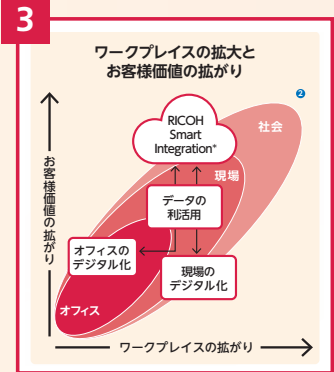 3
ワークプレイスの拡大と
お客様価値の拡がり
2
社会
RICOH
Smart
Integration*
現場
データの
利活用
お客様価値の拡がり
オフィスの
デジタル化
現場の
デジタル化
オフィス
ワークプレイスの拡がり